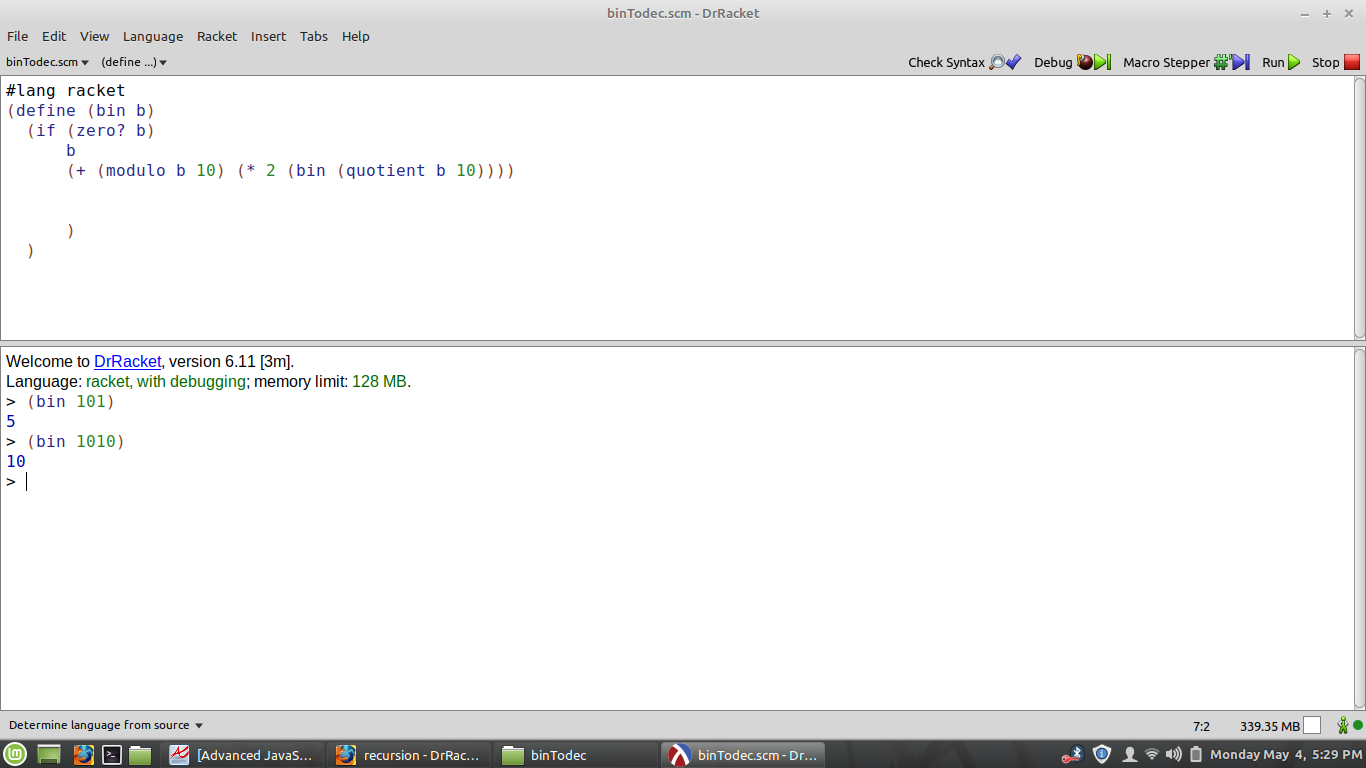 binTodec.scm - DrRacket
File Edit View Language Racket Insert Tabs Help
binTodec.scm (define ...) Check Syntax Debug Macro Stepper Run Stop
#lang racket
(define (bin b)
  (if (zero? b)
      b
      (+ (modulo b 10) (* 2 (bin (quotient b 10))))
      )
  )
Welcome to DrRacket, version 6.11 [3m].
Language: racket, with debugging; memory limit: 128 MB.
> (bin 101)
5
> (bin 1010)
10
>
Determine language from source 7:2 339.35 MB
[Advanced JavaS... recursion - DrRac... binTodec binTodec.scm - Dr... Monday May 4, 5:29 PM